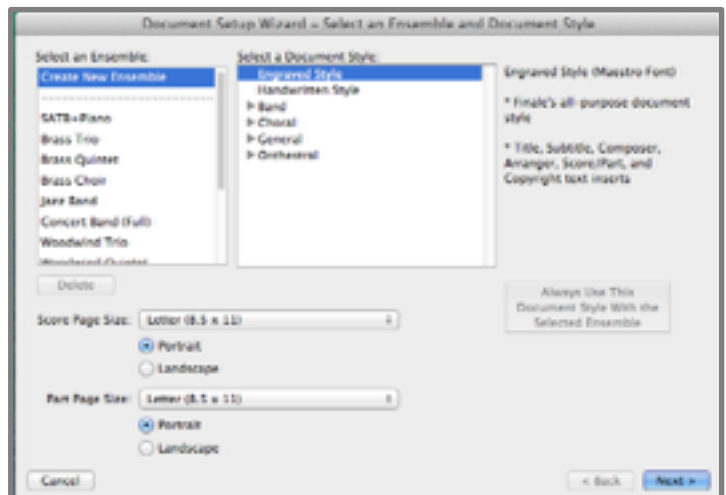 Document Setup Wizard – Select an Ensemble and Document Style
Select an Ensemble:
Create New Ensemble
SATB+Piano
Brass Trio
Brass Quintet
Brass Choir
Jazz Band
Concert Band (Full)
Woodwind Trio
Woodwind Quintet
Delete
Select a Document Style:
Engraved Style
Handwritten Style
Band
Choral
General
Orchestral
Engraved Style (Maestro Font)
* Finale's all-purpose document
style
* Title, Subtitle, Composer,
Arranger, Score/Part, and
Copyright text inserts
Always Use This
Document Style With the
Selected Ensemble
Score Page Size: Letter (8.5 x 11)
Portrait
Landscape
Part Page Size: Letter (8.5 x 11)
Portrait
Landscape
Cancel
< Back
Next >